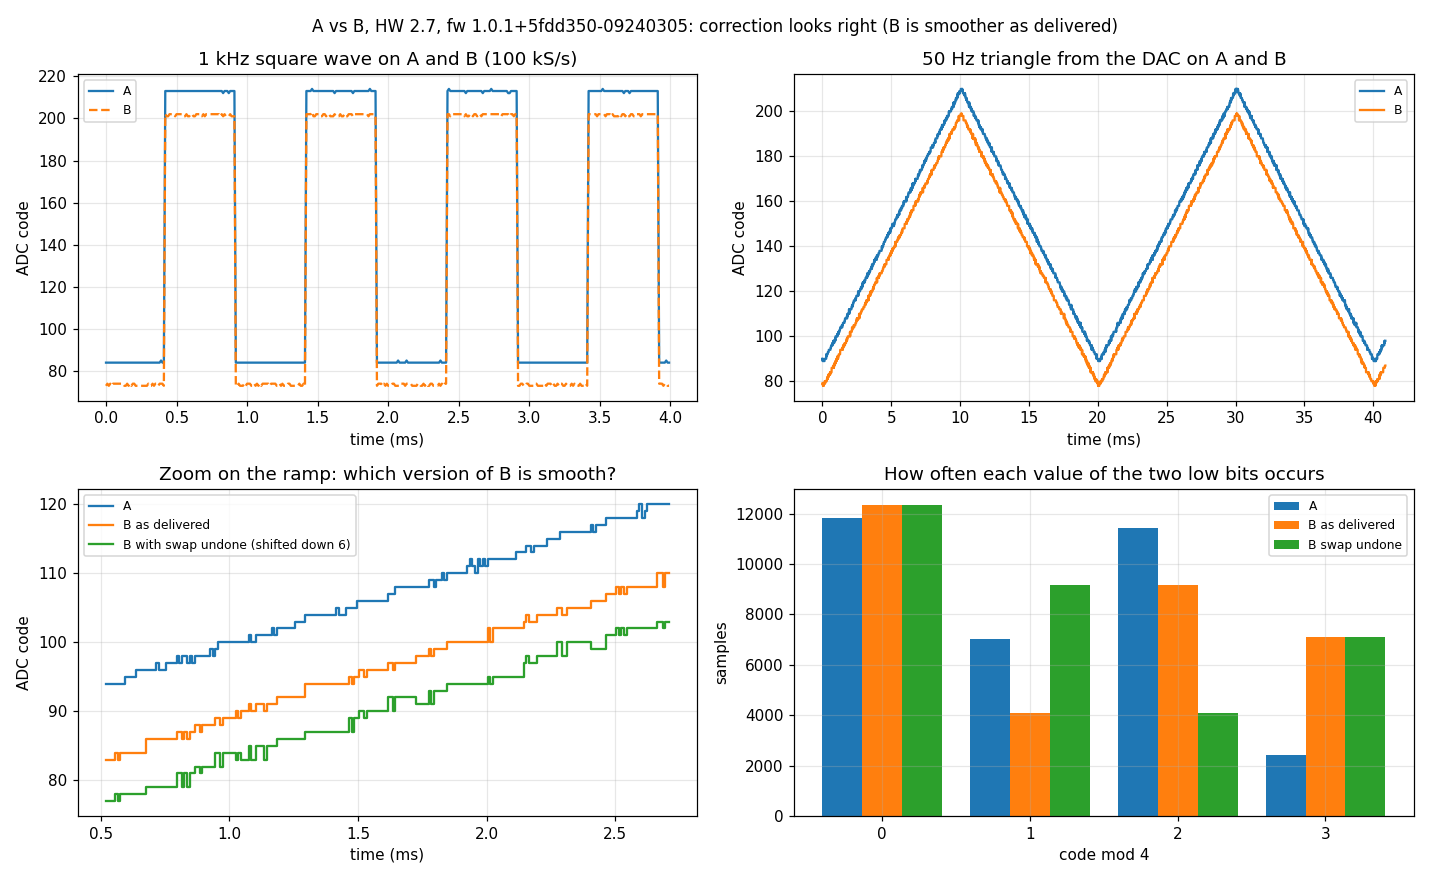 A vs B, HW 2.7, fw 1.0.1+5fdd350-09240305: correction looks right (B is smoother as delivered)
1 kHz square wave on A and B (100 kS/s)
220
200
180
160
140
120
100
80
ADC code
A
B
0.0 0.5 1.0 1.5 2.0 2.5 3.0 3.5 4.0
time (ms)
50 Hz triangle from the DAC on A and B
200
180
160
140
120
100
80
ADC code
A
B
0 5 10 15 20 25 30 35 40
time (ms)
Zoom on the ramp: which version of B is smooth?
120
110
100
90
80
ADC code
A
B as delivered
B with swap undone (shifted down 6)
0.5 1.0 1.5 2.0 2.5
time (ms)
How often each value of the two low bits occurs
12000
10000
8000
6000
4000
2000
0
samples
A
B as delivered
B swap undone
0 1 2 3
code mod 4